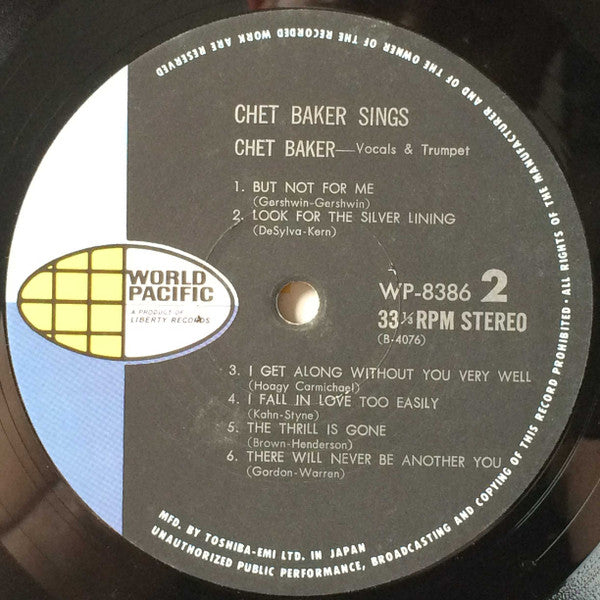 CHET BAKER SINGS
CHET BAKER—Vocals & Trumpet
1. BUT NOT FOR ME
(Gershwin-Gershwin)
2. LOOK FOR THE SILVER LINING
(DeSylva-Kern)
WORLD
PACIFIC
A PRODUCT OF
LIBERTY RECORDS
WP-8386 2
33 ⅓ RPM STEREO
(B-4076)
3. I GET ALONG WITHOUT YOU VERY WELL
(Hoagy Carmichael)
4. I FALL IN LOVE TOO EASILY
(Kahn-Styne)
5. THE THRILL IS GONE
(Brown-Henderson)
6. THERE WILL NEVER BE ANOTHER YOU
(Gordon-Warren)
MFD. BY TOSHIBA-EMI LTD. IN JAPAN
UNAUTHORIZED PUBLIC PERFORMANCE, BROADCASTING AND COPYING OF THIS RECORD PROHIBITED · ALL RIGHTS OF THE MANUFACTURER AND OF THE OWNER OF THE RECORDED WORK ARE RESERVED